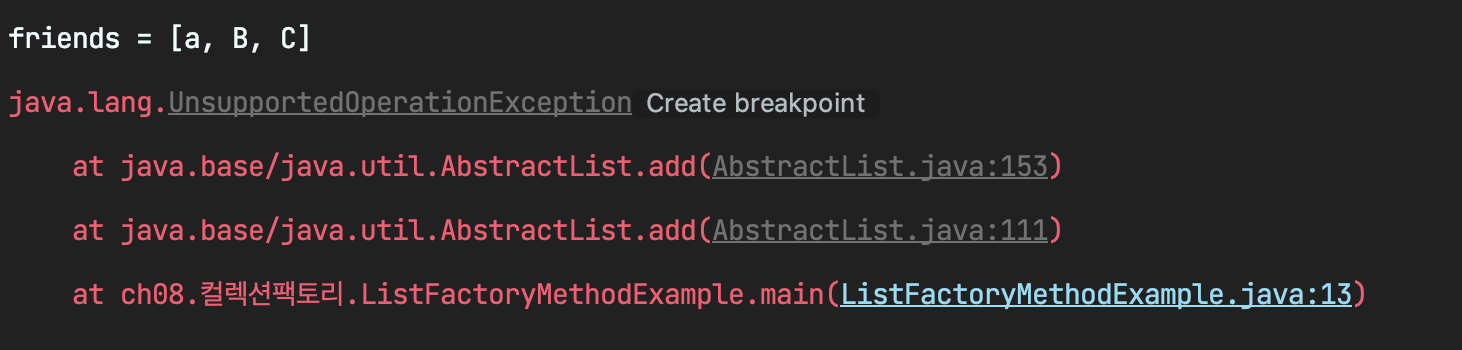 friends = [a, B, C]
java.lang.UnsupportedOperationException Create breakpoint
at java.base/java.util.AbstractList.add(AbstractList.java:153)
at java.base/java.util.AbstractList.add(AbstractList.java:111)
at ch08.컬렉션팩토리.ListFactoryMethodExample.main(ListFactoryMethodExample.java:13)